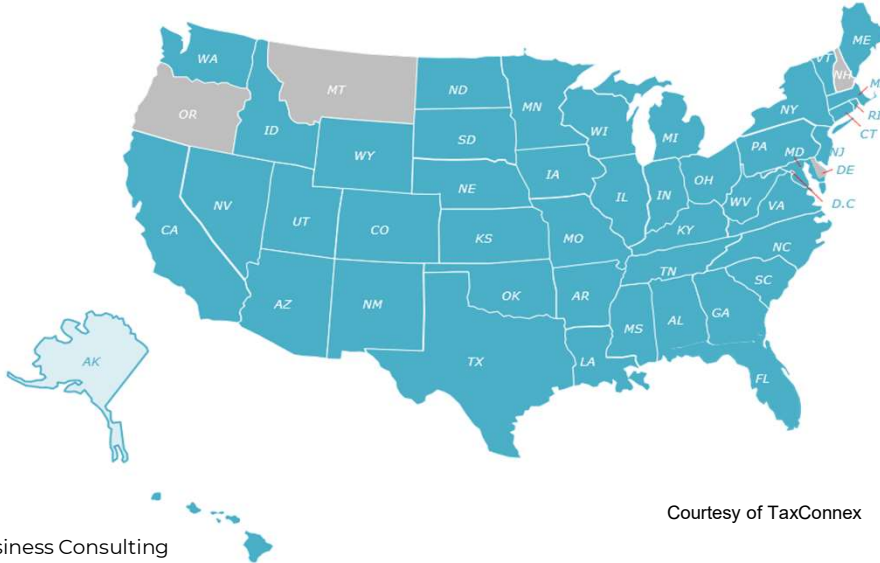 WA
MT
ND
MN
OR
ID
WY
SD
WI
MI
NY
VT
NH
ME
M
RI
CT
NV
UT
CO
NE
IA
IL
IN
OH
PA
MD
NJ
DE
D.C
CA
KS
MO
KY
WV
VA
AZ
NM
OK
AR
TN
NC
SC
TX
LA
MS
AL
GA
FL
AK
Courtesy of TaxConnex
siness Consulting